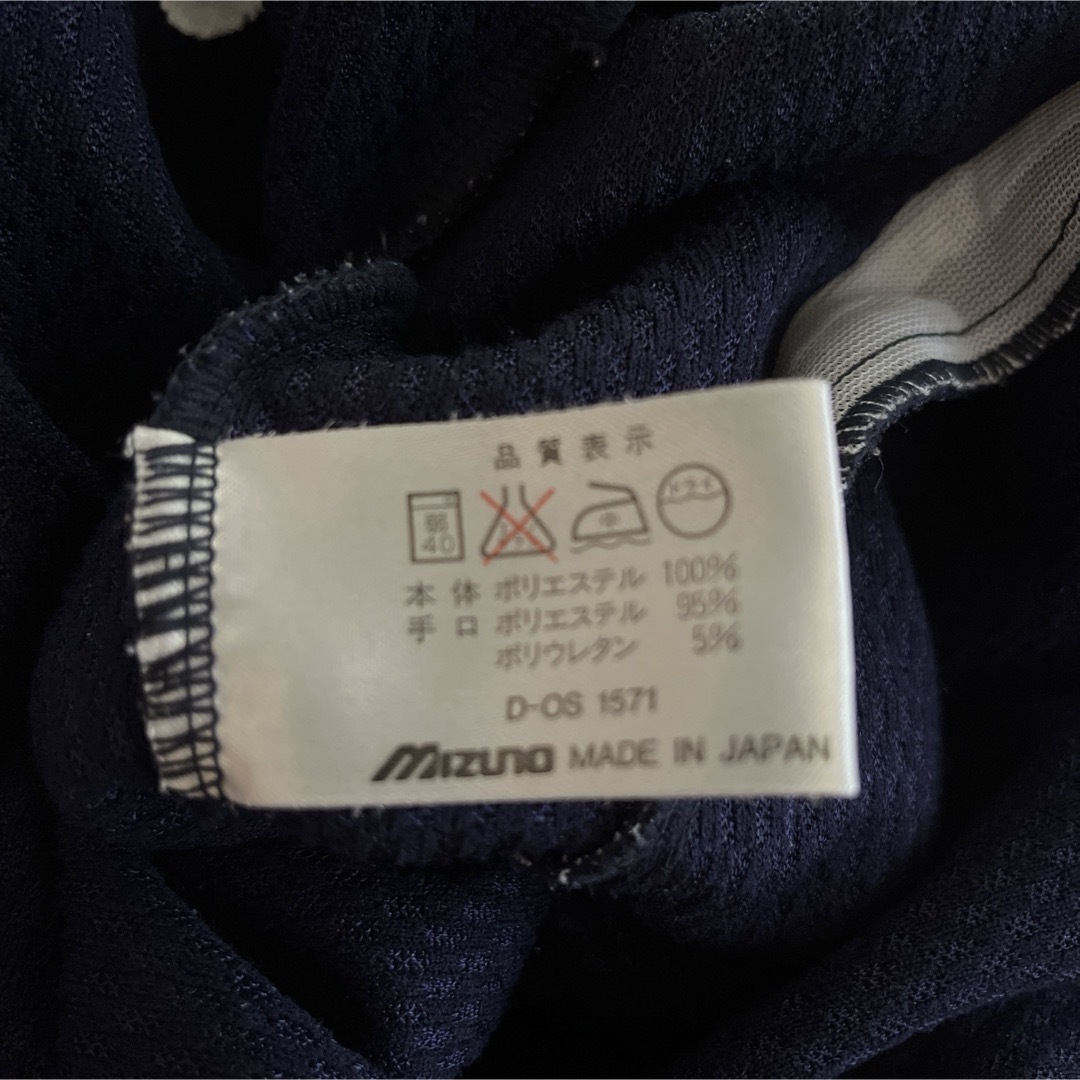 品質表示
弱 40 中 ドライ
本体 ポリエステル 100%
手口 ポリエステル 95%
ポリウレタン 5%
D-OS 1571
MIZUNO MADE IN JAPAN